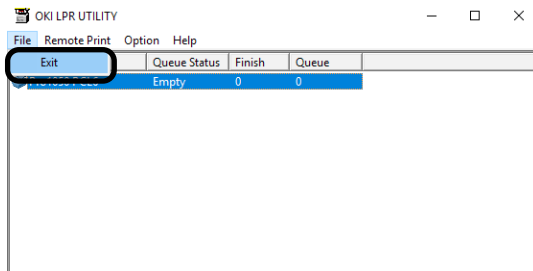 OKI LPR UTILITY
File Remote Print Option Help
Exit Queue Status Finish Queue
Empty 0 0